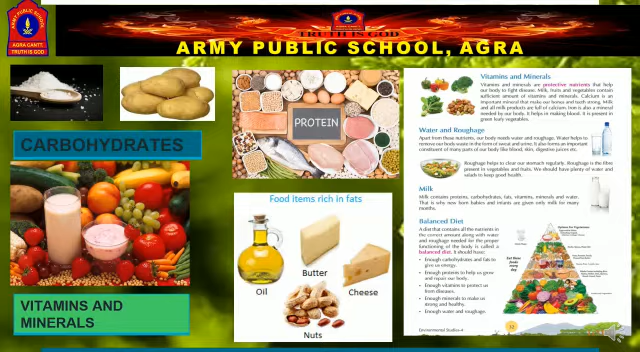 ARMY PUBLIC SCHOOL
AGRA CANTT.
TRUTH IS GOD
TRUTH IS GOD
ARMY PUBLIC SCHOOL, AGRA
CARBOHYDRATES
VITAMINS AND
MINERALS
PROTEIN
Food items rich in fats
Oil
Butter
Cheese
Nuts
Vitamins and Minerals
Vitamins and minerals are protective nutrients that help
our body to fight disease. Milk, fruits and vegetables contain
sufficient amount of vitamins and minerals. Calcium is an
important mineral that make our bones and teeth strong. Milk
and all milk products are full of calcium. Iron is also a mineral
needed by our body. It helps in making blood. It is present in
green leafy vegetables.
Water and Roughage
Apart from these nutrients, our body needs water and roughage. Water helps to
remove our body waste in the form of sweat and urine. It also forms an important
constituent of many parts of our body like blood, skin, digestive juices etc.
Roughage helps to clear our stomach regularly. Roughage is the fibre
present in vegetables and fruits. We should have plenty of water and
salads to keep good health.
Milk
Milk contains proteins, carbohydrates, fats, vitamins, minerals and water.
That is why new born babies and infants are given only milk for many
months.
Balanced Diet
A diet that contains all the nutrients in
the correct amount along with water
and roughage needed for the proper
functioning of the body is called a
balanced diet. It should have:
• Enough carbohydrates and fats to
give us energy.
• Enough proteins to help us grow
and repair our body.
• Enough vitamins to protect us
from diseases.
• Enough minerals to make us
strong and healthy.
• Enough water and roughage.
Eat these
foods
every
day
Environmental Studies-4